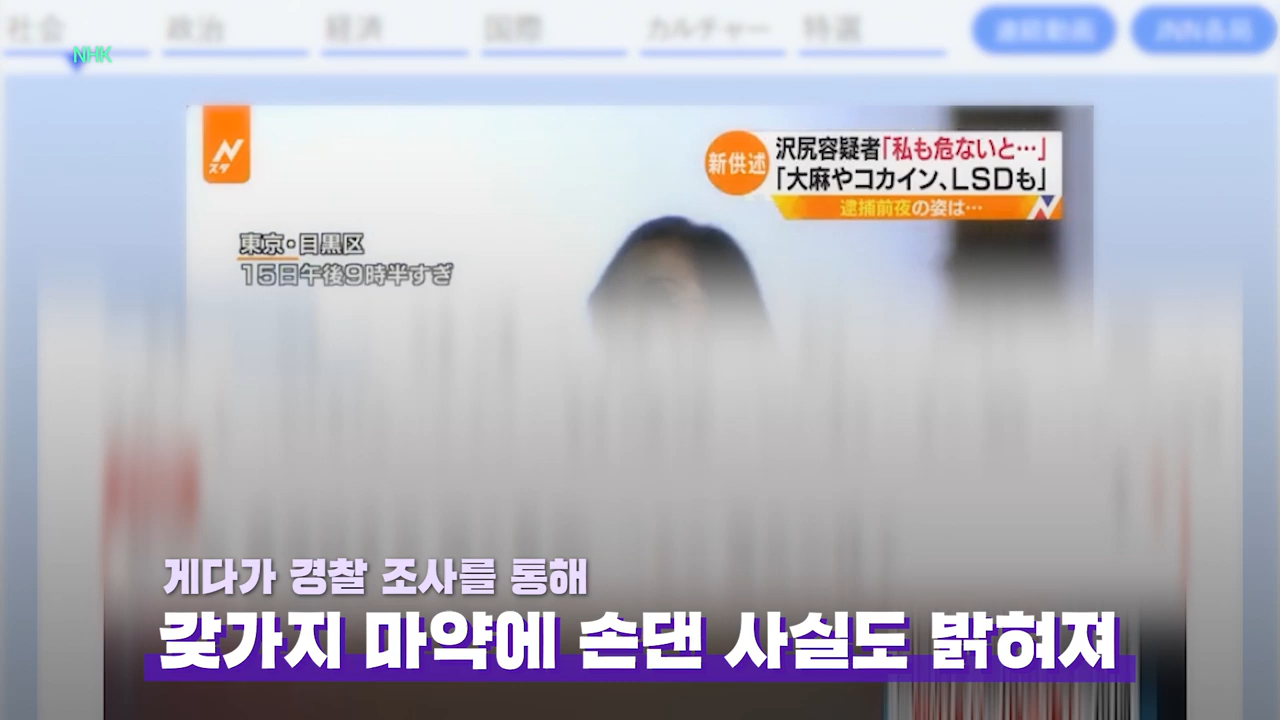 社会 政治 経済 国際 カルチャー 特選
NHK
Nスタ
新供述
沢尻容疑者「私も危ないと…」
「大麻やコカイン、LSDも」
逮捕前夜の姿は…
東京・目黒区
15日午後9時半すぎ
게다가 경찰 조사를 통해
갖가지 마약에 손댄 사실도 밝혀져